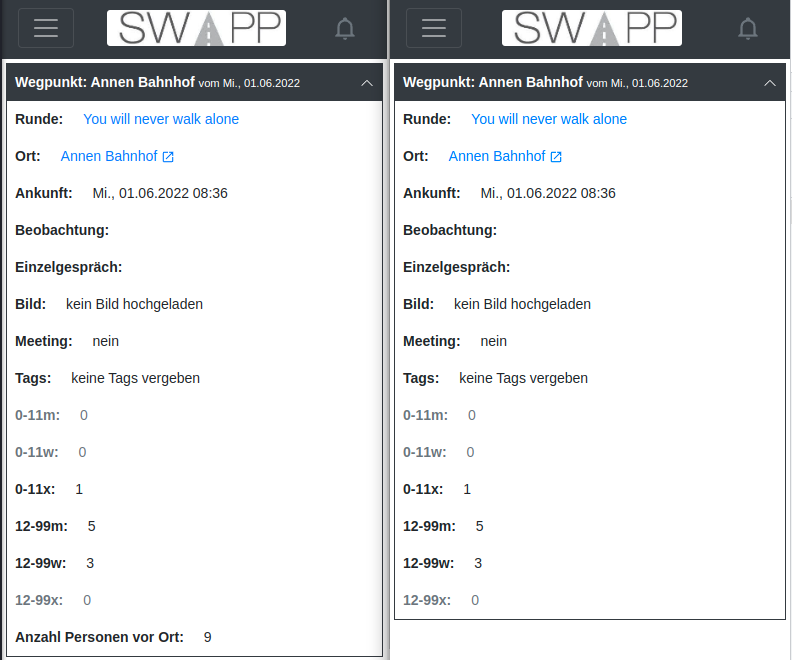 SW PP
Wegpunkt: Annen Bahnhof vom Mi., 01.06.2022
Runde: You will never walk alone
Ort: Annen Bahnhof
Ankunft: Mi., 01.06.2022 08:36
Beobachtung:
Einzelgespräch:
Bild: kein Bild hochgeladen
Meeting: nein
Tags: keine Tags vergeben
0-11m: 0
0-11w: 0
0-11x: 1
12-99m: 5
12-99w: 3
12-99x: 0
Anzahl Personen vor Ort: 9
SW PP
Wegpunkt: Annen Bahnhof vom Mi., 01.06.2022
Runde: You will never walk alone
Ort: Annen Bahnhof
Ankunft: Mi., 01.06.2022 08:36
Beobachtung:
Einzelgespräch:
Bild: kein Bild hochgeladen
Meeting: nein
Tags: keine Tags vergeben
0-11m: 0
0-11w: 0
0-11x: 1
12-99m: 5
12-99w: 3
12-99x: 0